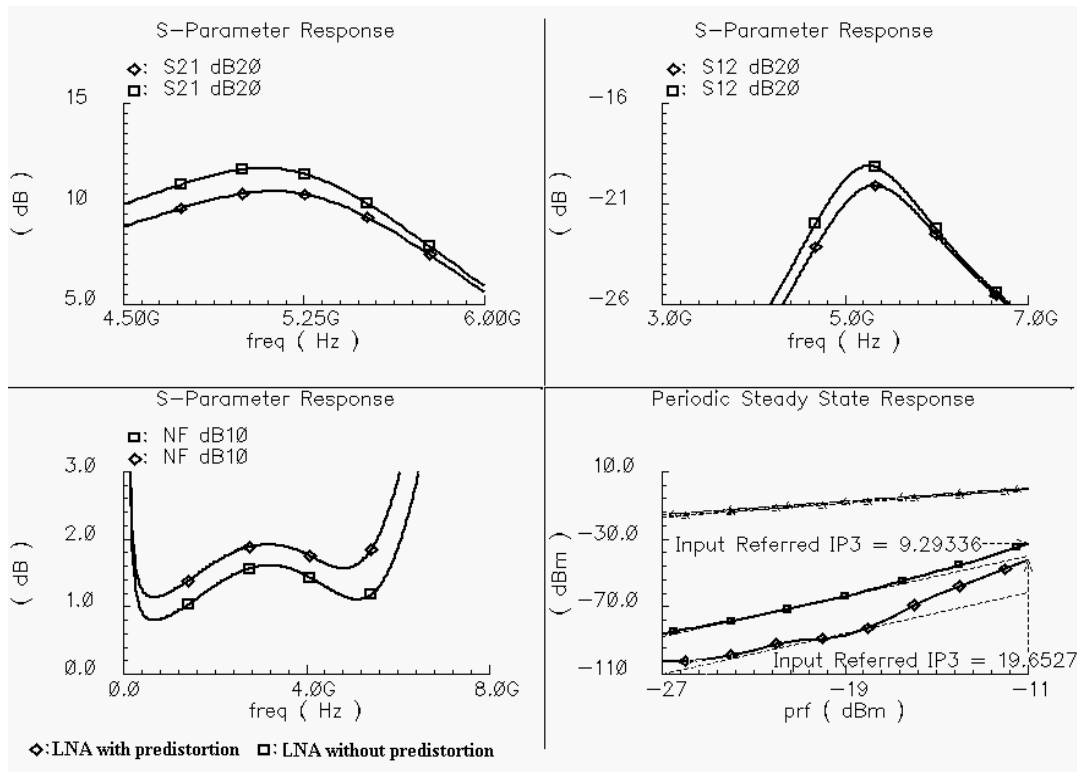 S-Parameter Response
◇: S21 dB20
□: S21 dB20
15
10
5.0
( dB )
4.50G 5.25G 6.00G
freq ( Hz )
S-Parameter Response
◇: S12 dB20
□: S12 dB20
-16
-21
-26
( dB )
3.0G 5.0G 7.0G
freq ( Hz )
S-Parameter Response
□: NF dB10
◇: NF dB10
3.0
2.0
1.0
0.0
( dB )
0.0 4.0G 8.0G
freq ( Hz )
Periodic Steady State Response
10.0
-30.0
-70.0
-110
( dBm )
Input Referred IP3 = 9.29336
Input Referred IP3 = 19.6527
-27 -19 -11
prf ( dBm )
◇:LNA with predistortion □: LNA without predistortion